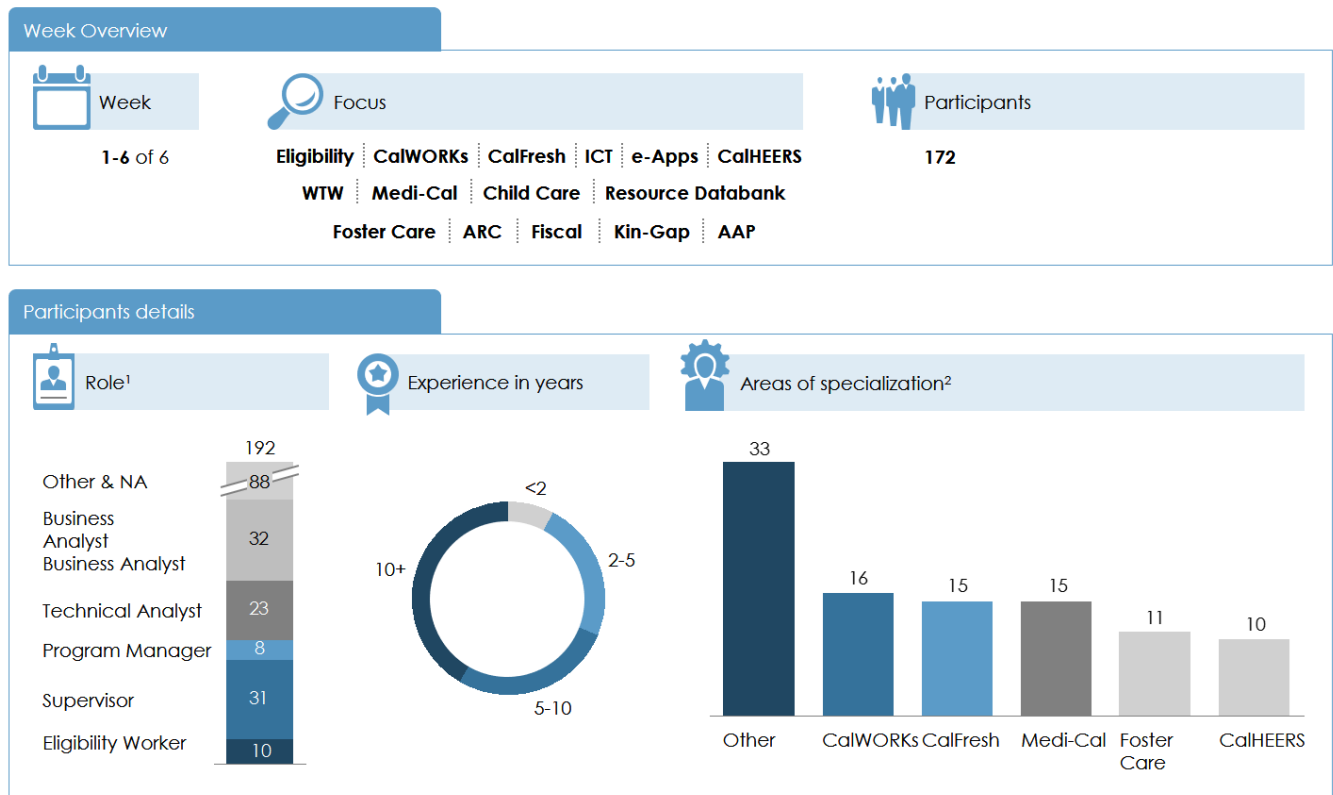 Week Overview
Week
Focus
Participants
1-6 of 6
Eligibility CalWORKs CalFresh ICT e-Apps CalHEERS
172
WTW Medi-Cal Child Care Resource Databank
Foster Care ARC Fiscal Kin-Gap AAP
Participants details
Role¹
Experience in years
Areas of specialization²
192
Other & NA
88
Business
Analyst
Business Analyst
32
Technical Analyst
23
Program Manager
8
Supervisor
31
Eligibility Worker
10
<2
2-5
5-10
10+
33
16
15
15
11
10
Other
CalWORKs
CalFresh
Medi-Cal
Foster
Care
CalHEERS